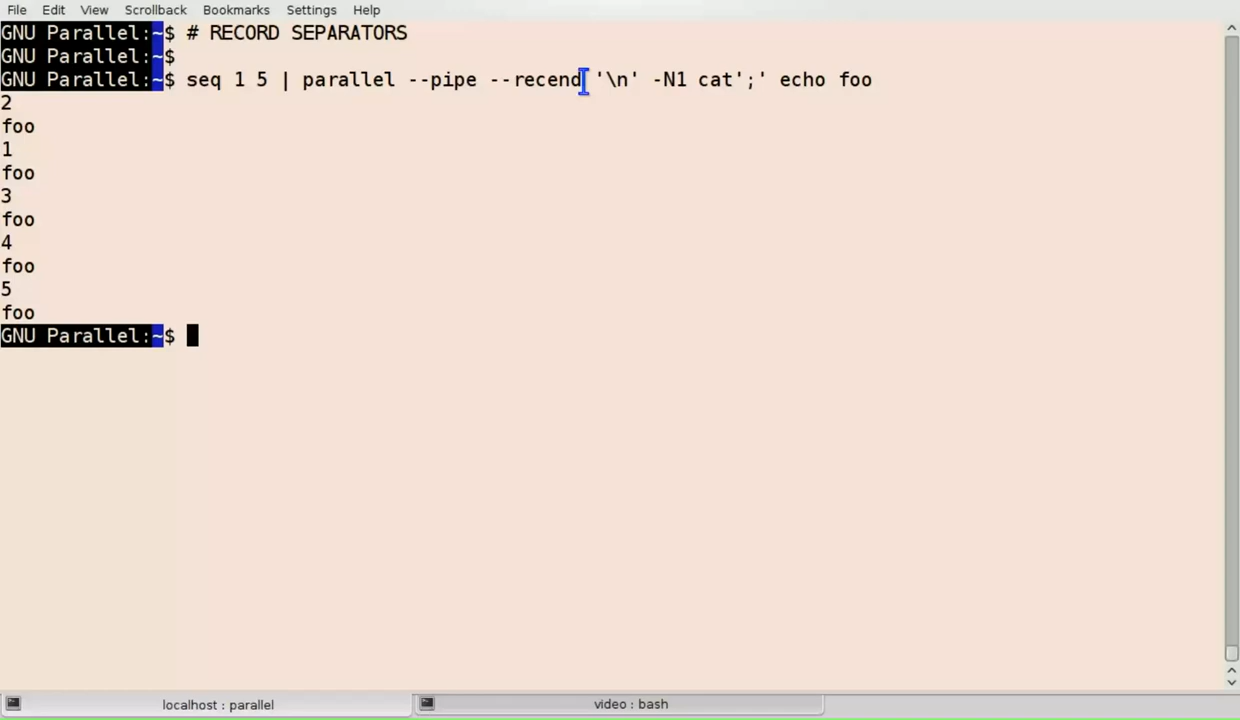 File Edit View Scrollback Bookmarks Settings Help
GNU Parallel:~$ # RECORD SEPARATORS
GNU Parallel:~$
GNU Parallel:~$ seq 1 5 | parallel --pipe --recend '\n' -N1 cat';' echo foo
2
foo
1
foo
3
foo
4
foo
5
foo
GNU Parallel:~$
localhost : parallel video : bash